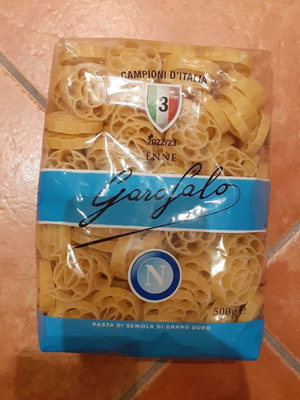 CAMPIONI D'ITALIA
3
2022/23
ENNE
Garofalo
N
500g e
PASTA DI SEMOLA DI GRANO DURO